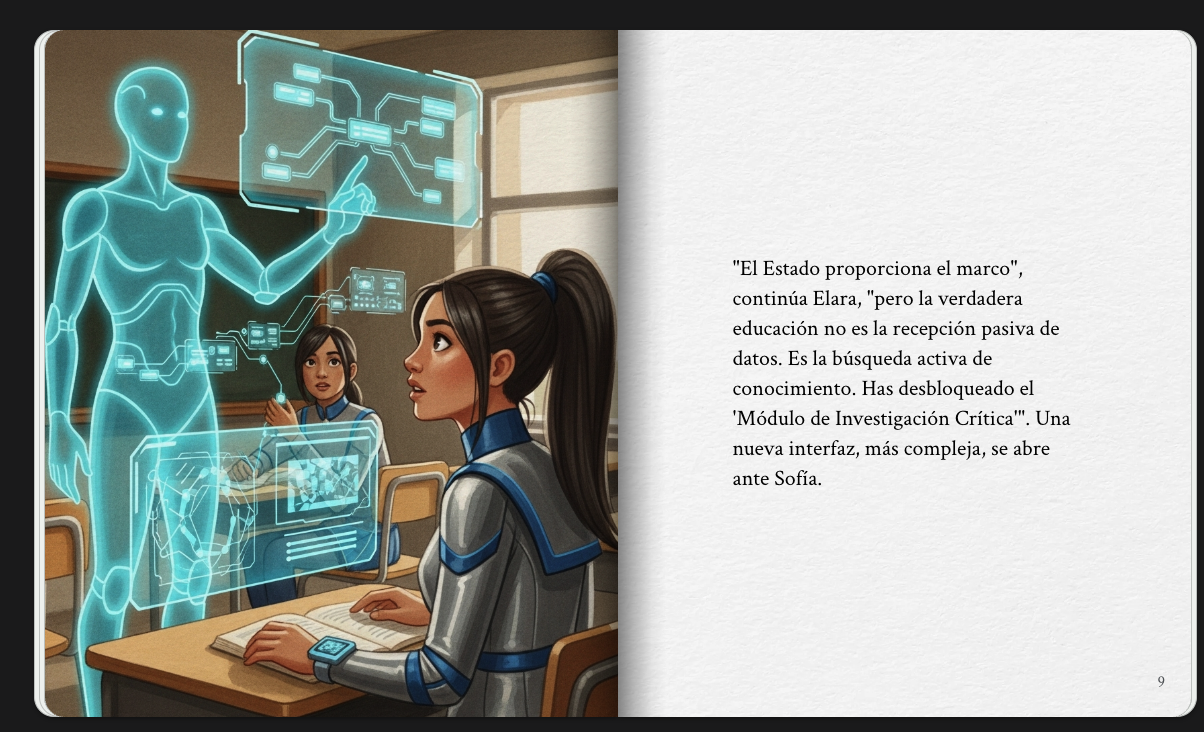 "El Estado proporciona el marco",
continúa Elara, "pero la verdadera
educación no es la recepción pasiva de
datos. Es la búsqueda activa de
conocimiento. Has desbloqueado el
'Módulo de Investigación Crítica'". Una
nueva interfaz, más compleja, se abre
ante Sofía.
9